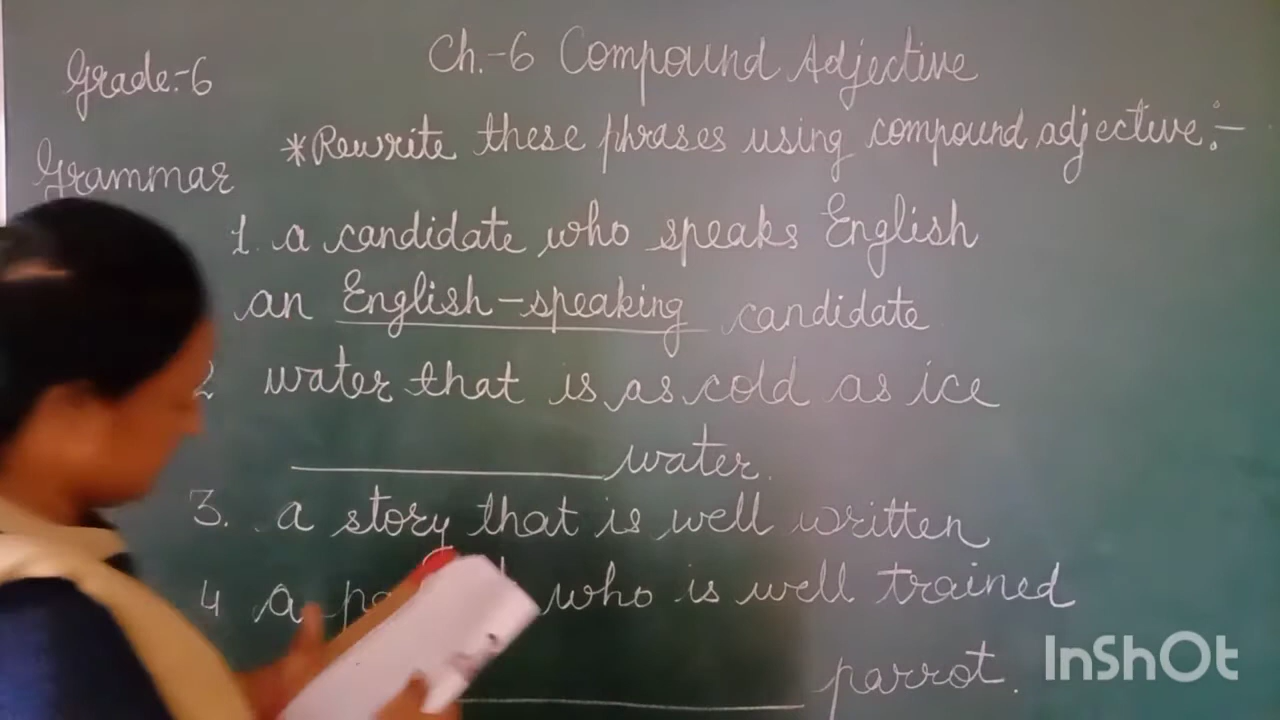 Grade:-6
Ch.-6 Compound Adjective
Grammar
*Rewrite these phrases using compound adjective:-
1. a candidate who speaks English
an English-speaking candidate
2 water that is as cold as ice
water.
3. a story that is well written
4 a who is well trained
parrot.
InShOt